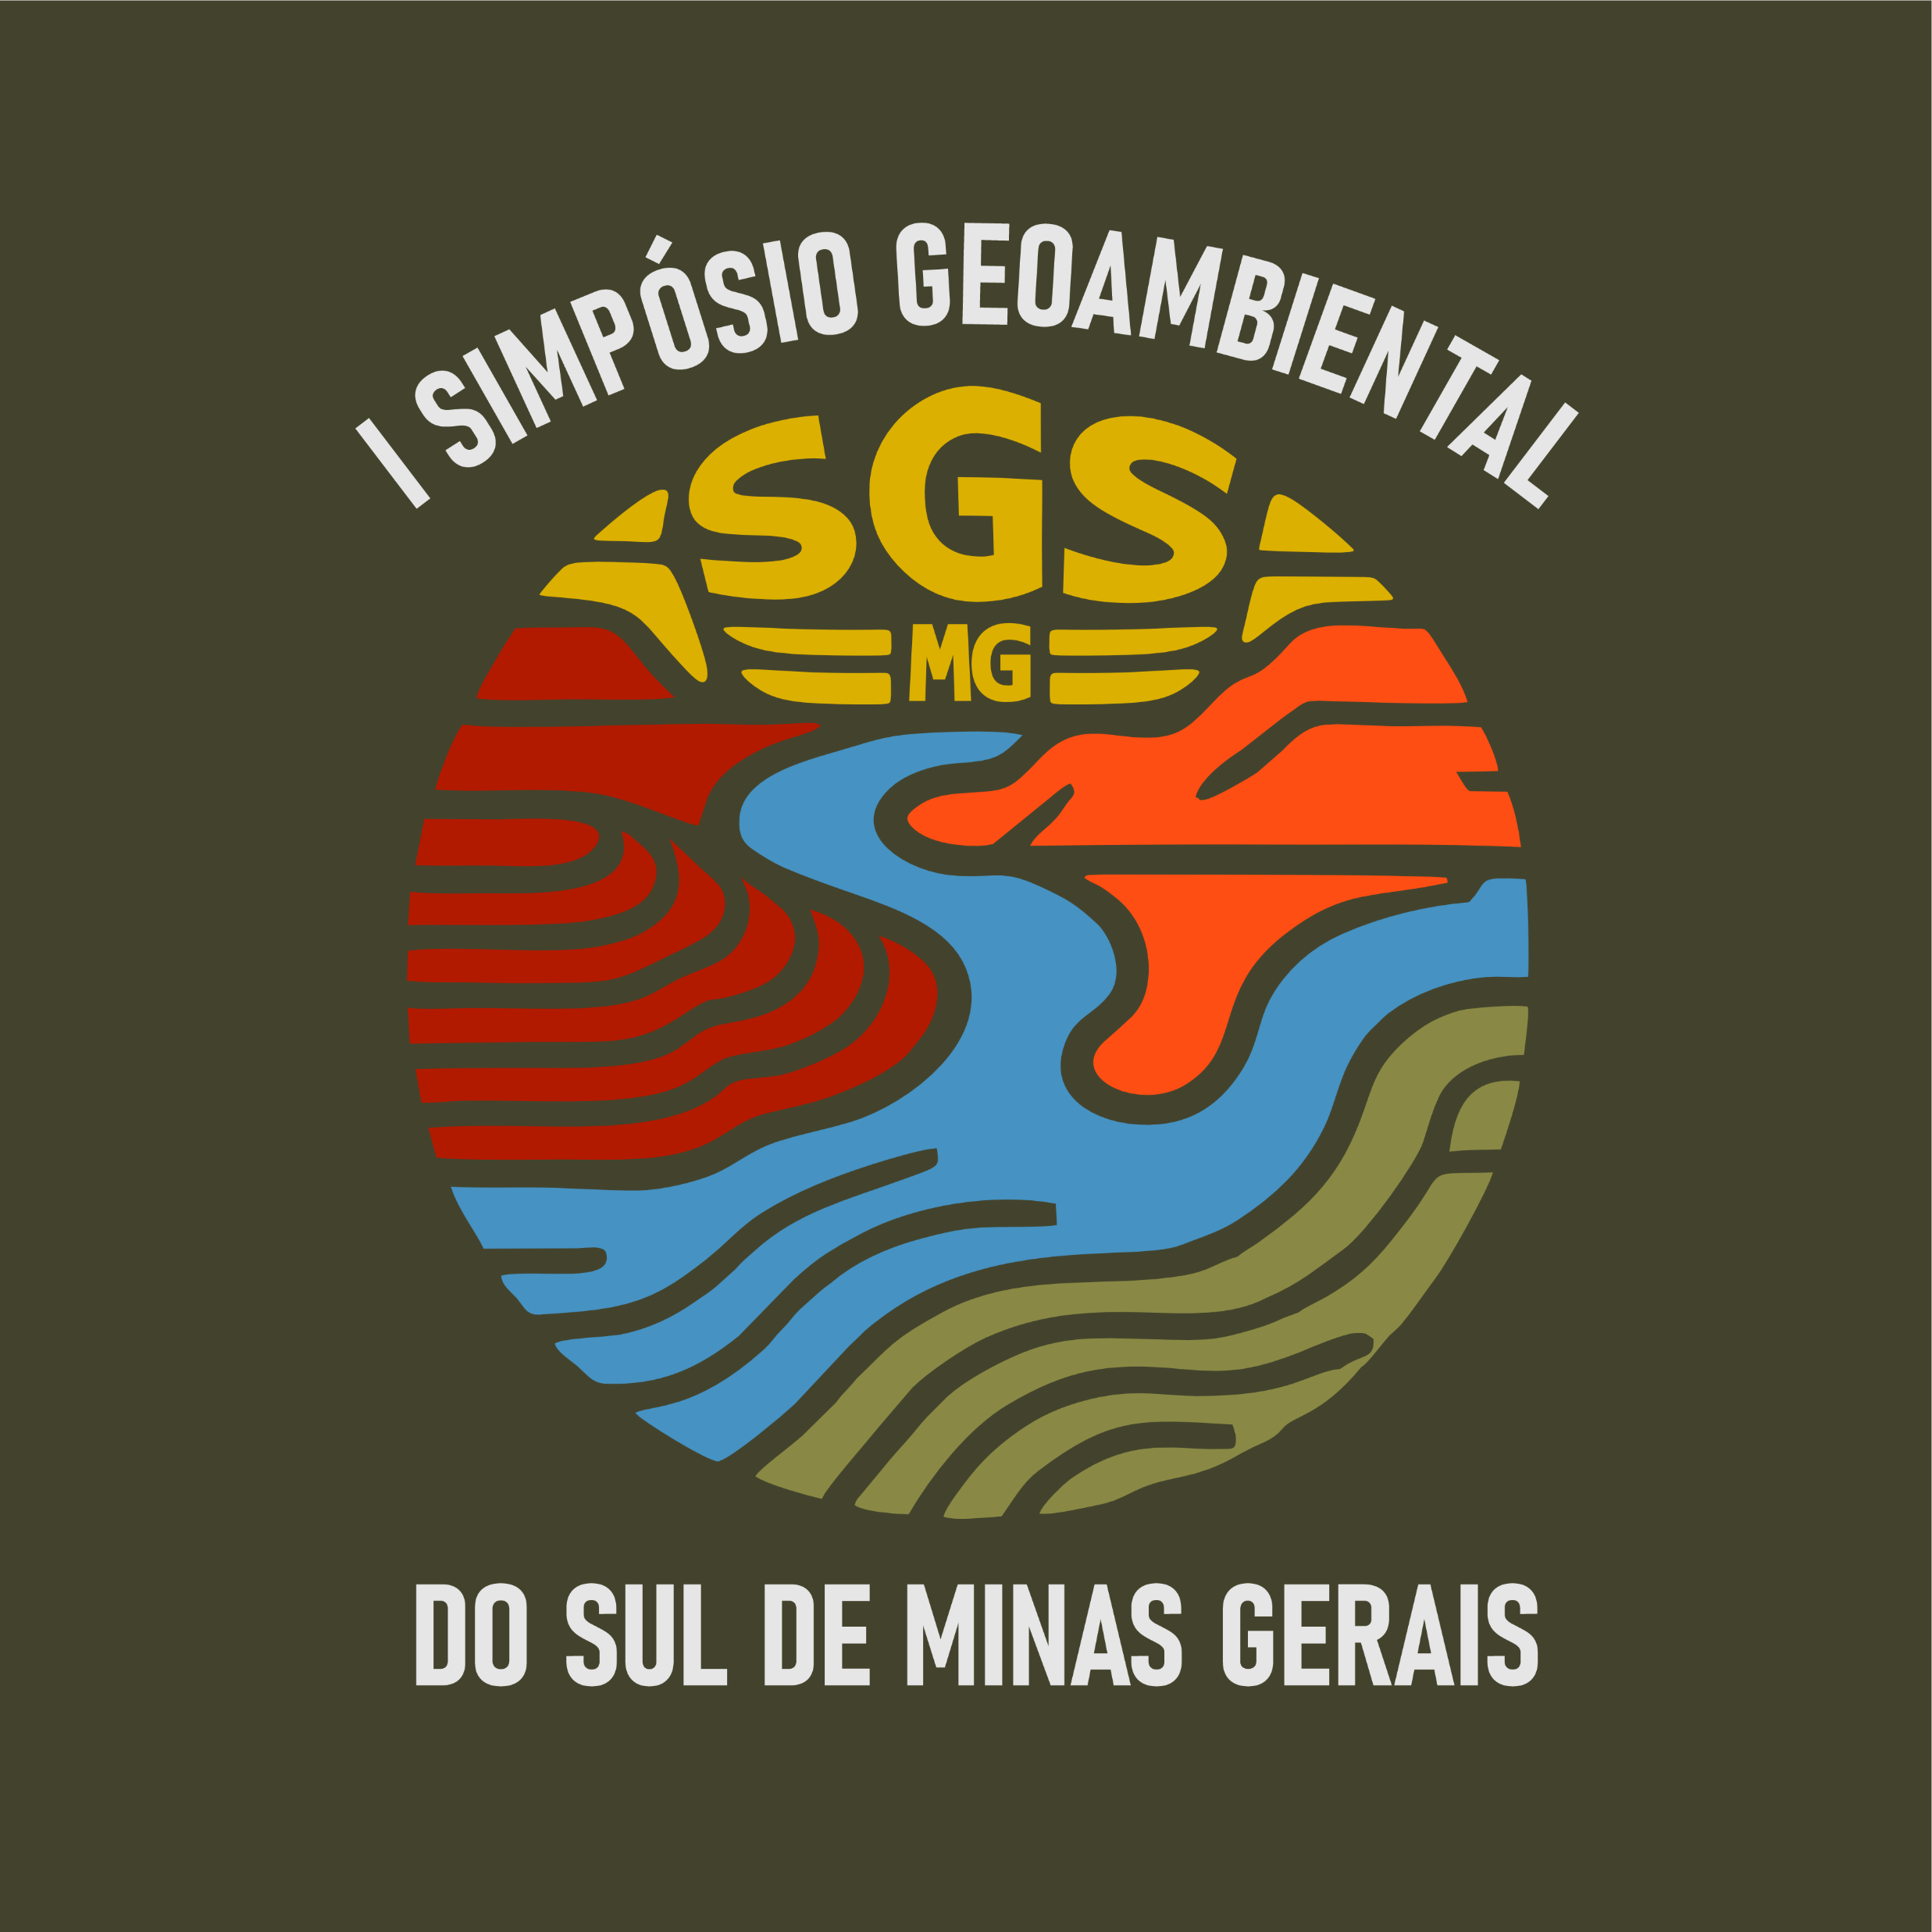 I SIMPÓSIO GEOAMBIENTAL
SGS
MG
DO SUL DE MINAS GERAIS